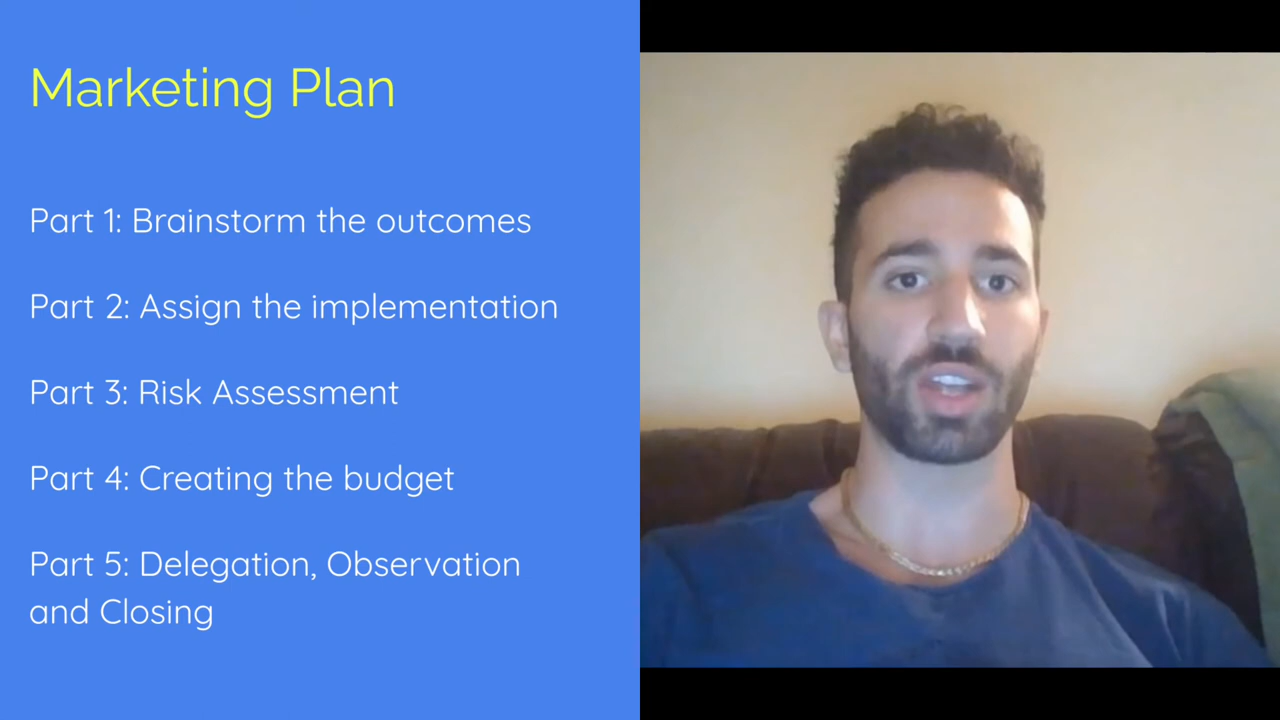 Marketing Plan
Part 1: Brainstorm the outcomes
Part 2: Assign the implementation
Part 3: Risk Assessment
Part 4: Creating the budget
Part 5: Delegation, Observation
and Closing